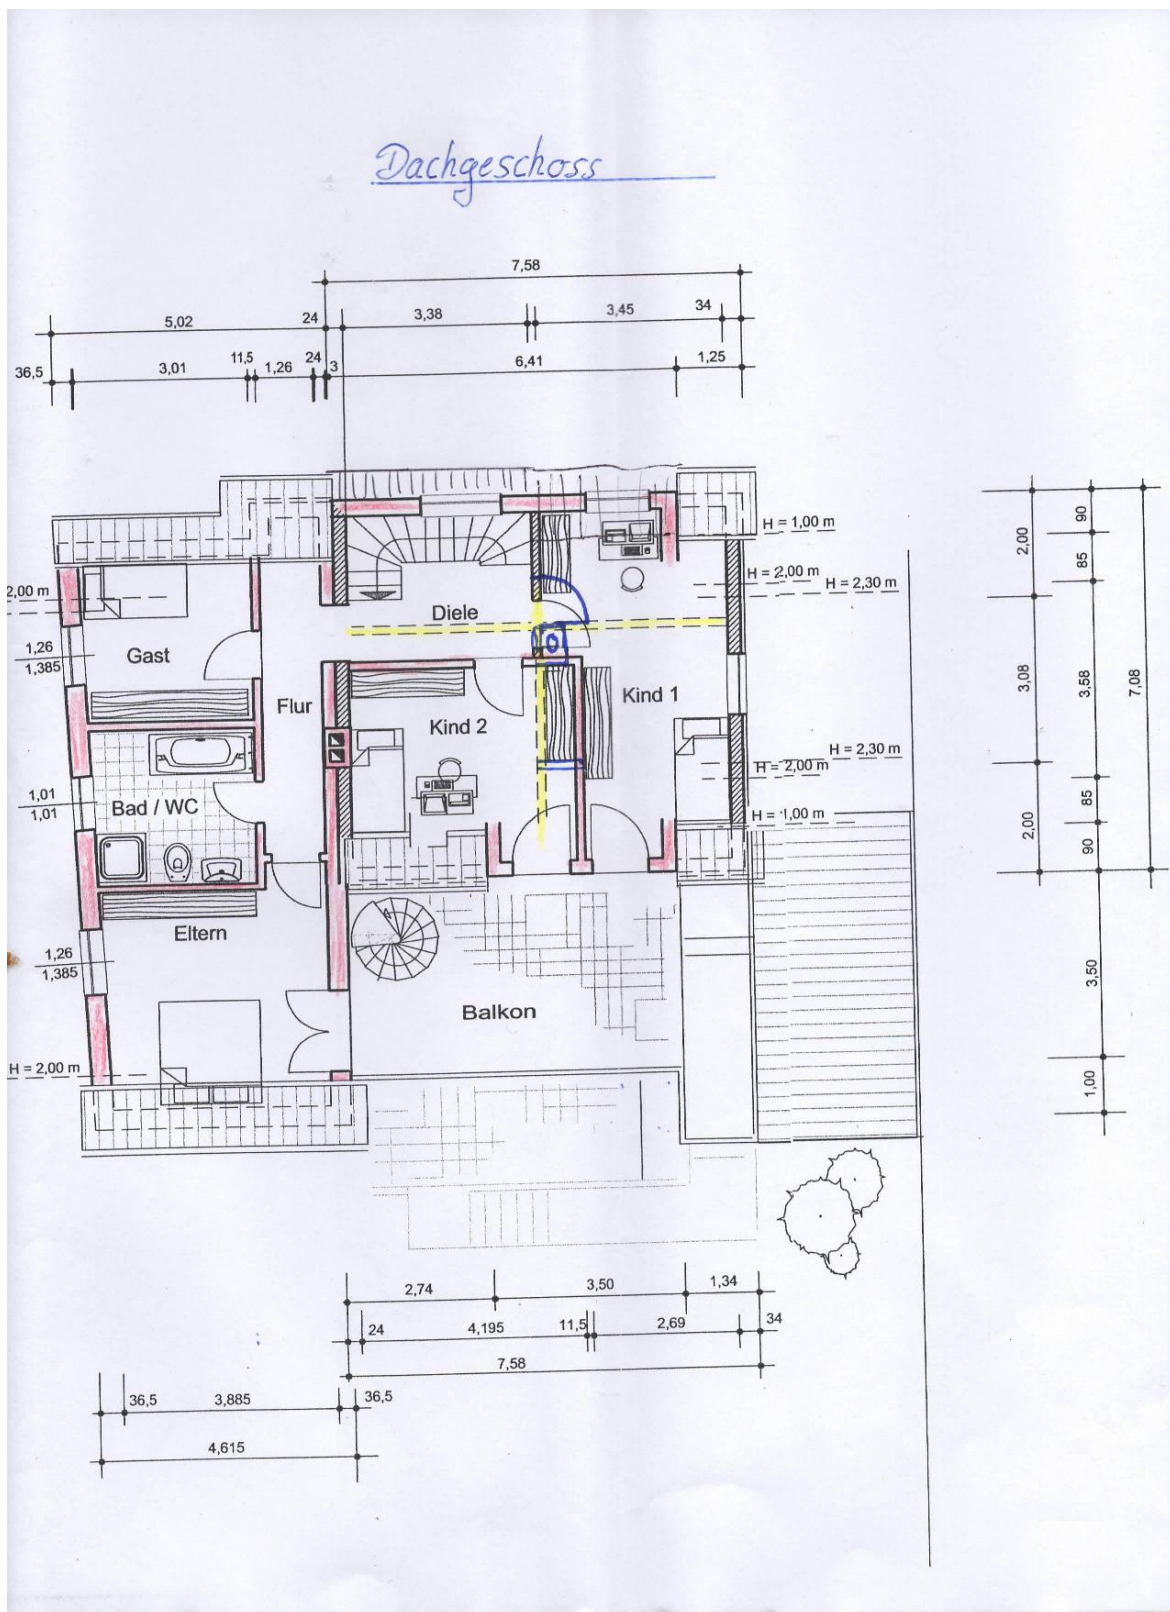 Dachgeschoss
7,58
5,02
24
3,38
3,45
34
36,5
3,01
11,5
1,26
24
3
6,41
1,25
H = 1,00 m
2,00 m
H = 2,00 m
H = 2,30 m
Diele
1,26
1,385
Gast
Flur
Kind 1
Kind 2
H = 2,30 m
H = 2,00 m
1,01
1,01
Bad / WC
H = 1,00 m
Eltern
1,26
1,385
Balkon
H = 2,00 m
2,00
90
85
3,08
3,58
7,08
85
2,00
90
3,50
1,00
2,74
3,50
1,34
24
4,195
11,5
2,69
34
7,58
36,5
3,885
36,5
4,615